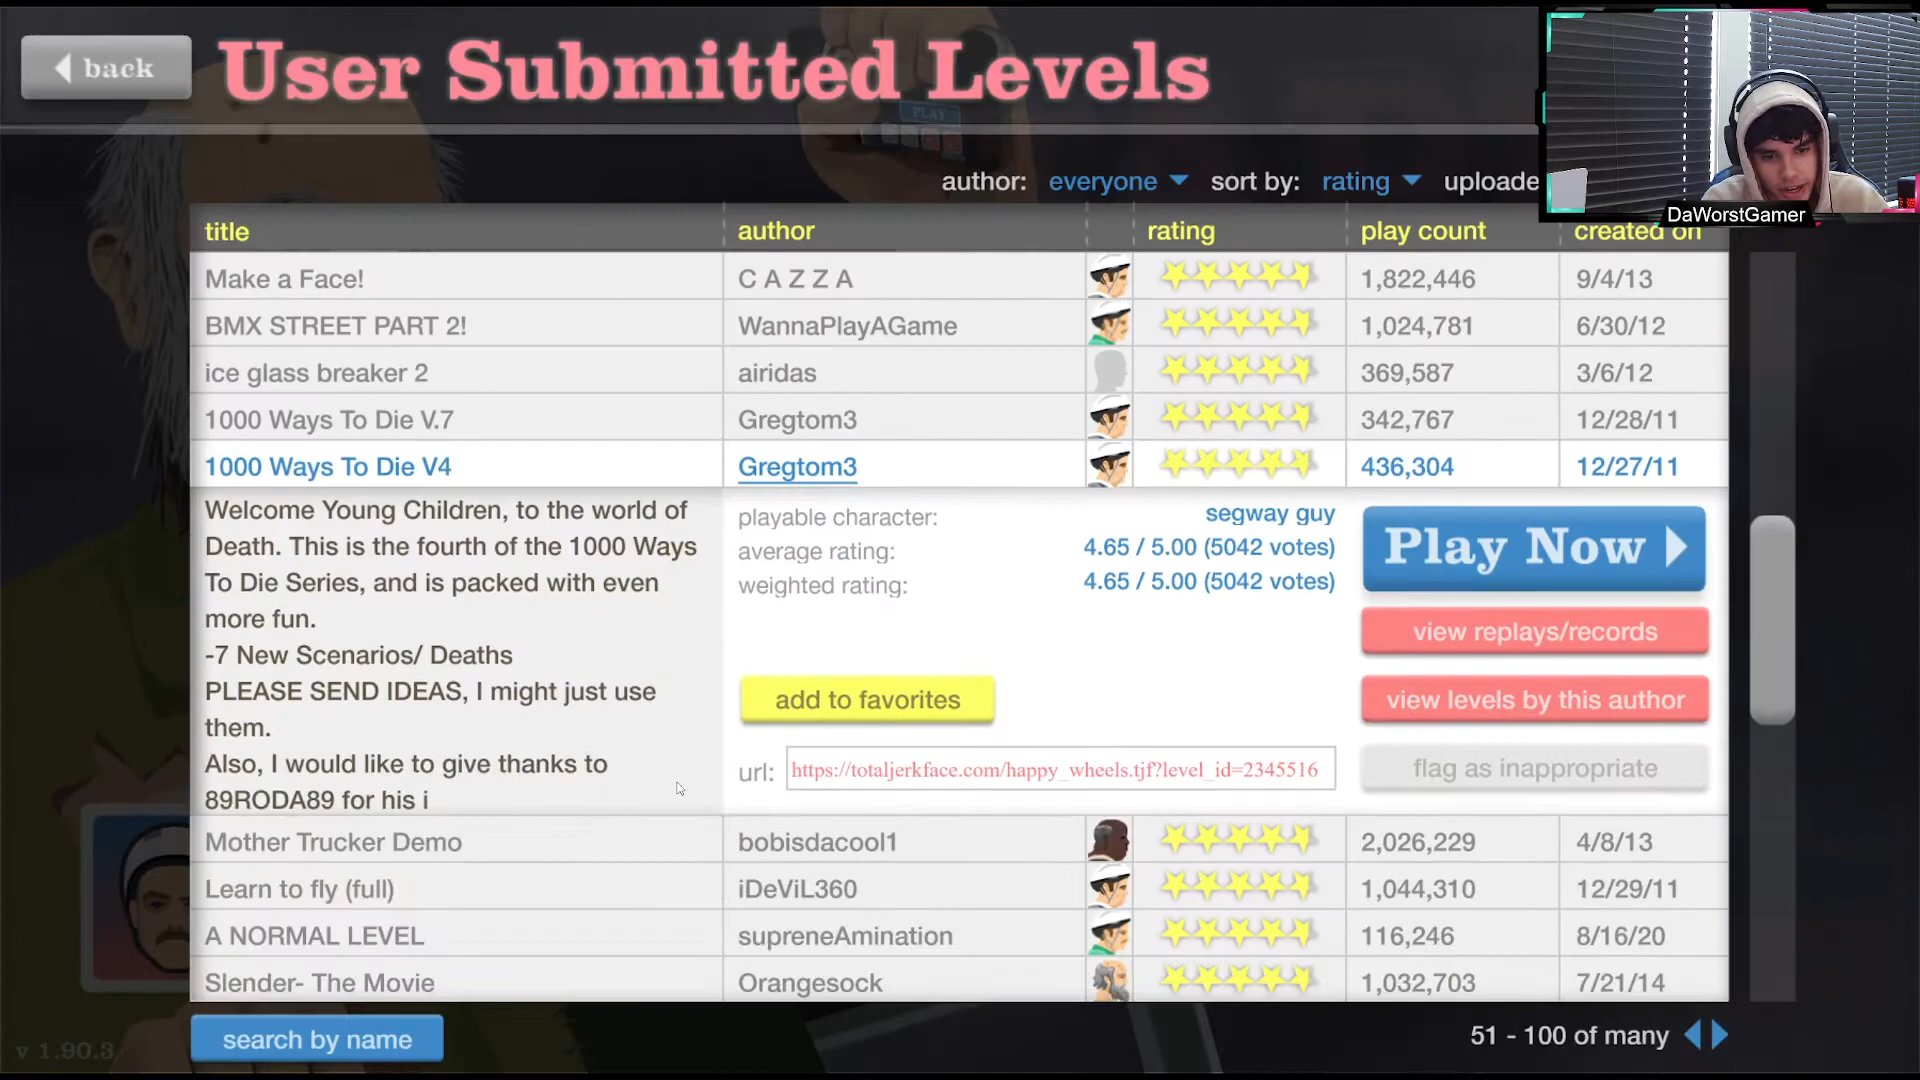 back
User Submitted Levels
PLAY
author: everyone sort by: rating uploade
DaWorstGamer
title author rating play count created on
Make a Face! C A Z Z A 1,822,446 9/4/13
BMX STREET PART 2! WannaPlayAGame 1,024,781 6/30/12
ice glass breaker 2 airidas 369,587 3/6/12
1000 Ways To Die V.7 Gregtom3 342,767 12/28/11
1000 Ways To Die V4 Gregtom3 436,304 12/27/11
Welcome Young Children, to the world of
Death. This is the fourth of the 1000 Ways
To Die Series, and is packed with even
more fun.
-7 New Scenarios/ Deaths
PLEASE SEND IDEAS, I might just use
them.
Also, I would like to give thanks to
89RODA89 for his i
playable character: segway guy
average rating: 4.65 / 5.00 (5042 votes)
weighted rating: 4.65 / 5.00 (5042 votes)
add to favorites
url: https://totaljerkface.com/happy_wheels.tjf?level_id=2345516
Play Now
view replays/records
view levels by this author
flag as inappropriate
Mother Trucker Demo bobisdacool1 2,026,229 4/8/13
Learn to fly (full) iDeViL360 1,044,310 12/29/11
A NORMAL LEVEL supreneAmination 116,246 8/16/20
Slender- The Movie Orangesock 1,032,703 7/21/14
v 1.90.3
search by name
51 - 100 of many